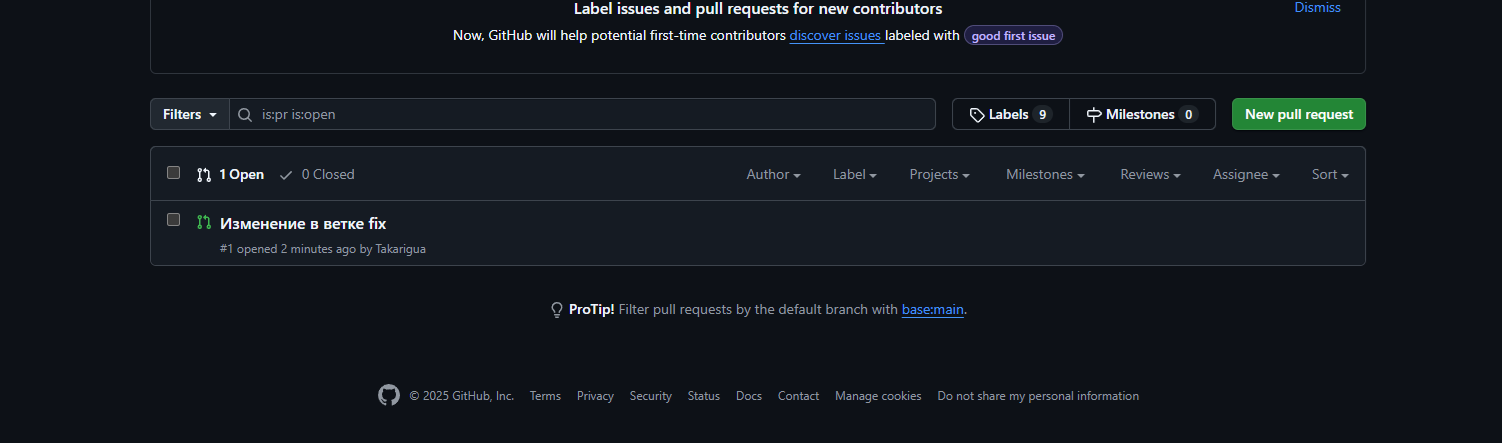 Label issues and pull requests for new contributors
Dismiss
Now, GitHub will help potential first-time contributors discover issues labeled with good first issue
Filters is:pr is:open Labels 9 Milestones 0 New pull request
1 Open 0 Closed Author Label Projects Milestones Reviews Assignee Sort
Изменение в ветке fix
#1 opened 2 minutes ago by Takarigua
ProTip! Filter pull requests by the default branch with base:main.
© 2025 GitHub, Inc. Terms Privacy Security Status Docs Contact Manage cookies Do not share my personal information